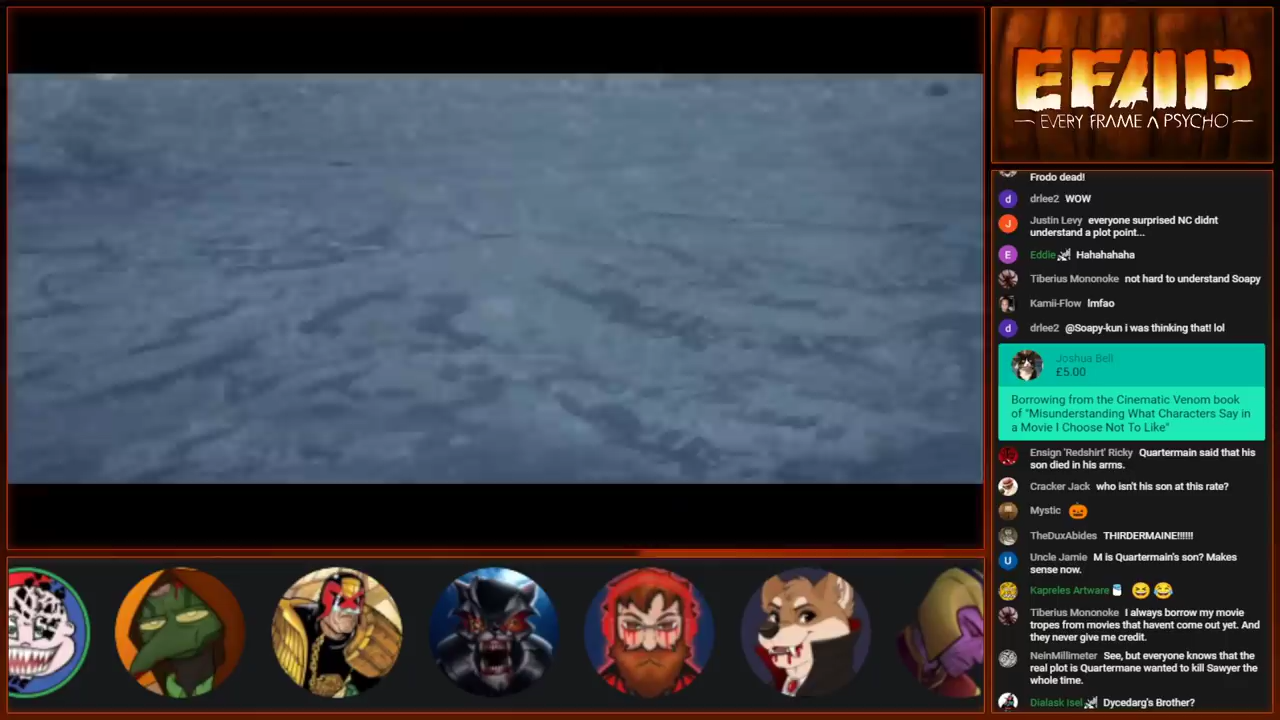 EFAP
EVERY FRAME A PSYCHO
Frodo dead!
d drlee2 WOW
J Justin Levy everyone surprised NC didnt
understand a plot point...
E Eddie Hahahahaha
Tiberius Mononoke not hard to understand Soapy
Kamii-Flow lmfao
d drlee2 @Soapy-kun i was thinking that! lol
Joshua Bell
£5.00
Borrowing from the Cinematic Venom book
of "Misunderstanding What Characters Say in
a Movie I Choose Not To Like"
Ensign 'Redshirt' Ricky Quartermain said that his
son died in his arms.
Cracker Jack who isn't his son at this rate?
Mystic 🎃
TheDuxAbides THIRDERMAINE!!!!!!
U Uncle Jamie M is Quartermain's son? Makes
sense now.
Kapreles Artware 😆 😂
Tiberius Mononoke I always borrow my movie
tropes from movies that havent come out yet. And
they never give me credit.
NeinMillimeter See, but everyone knows that the
real plot is Quartermane wanted to kill Sawyer the
whole time.
Dialask Isel Dycedarg's Brother?